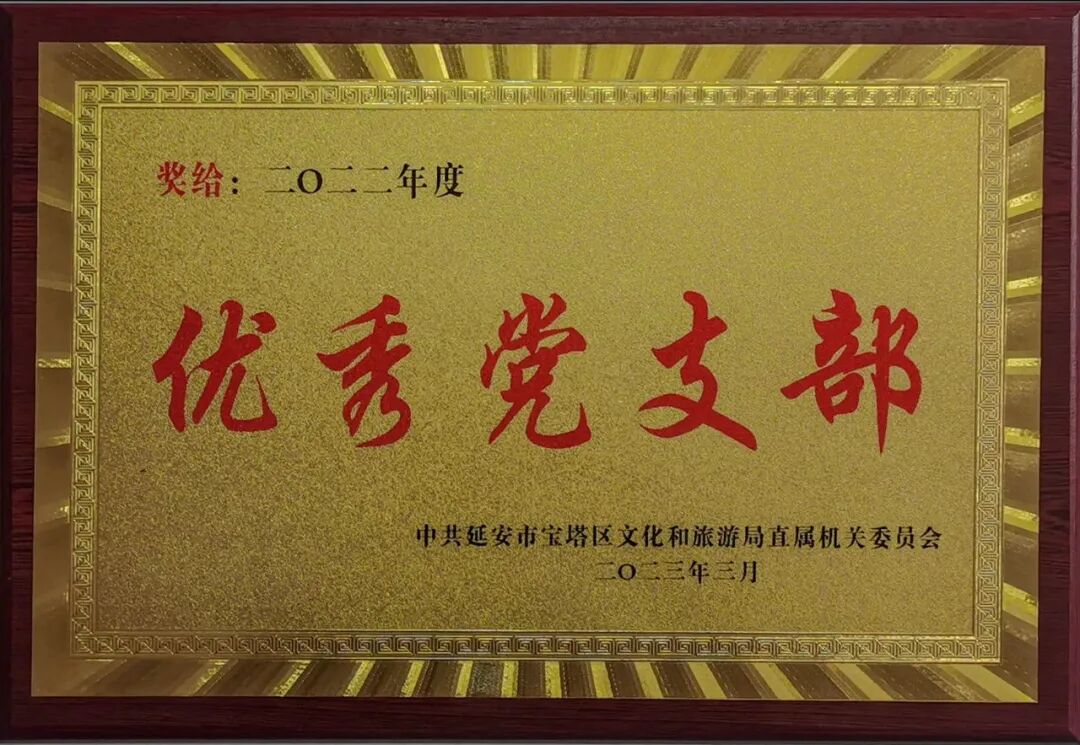 奖给：二〇二二年度
优秀党支部
中共延安市宝塔区文化和旅游局直属机关委员会
二〇二三年三月